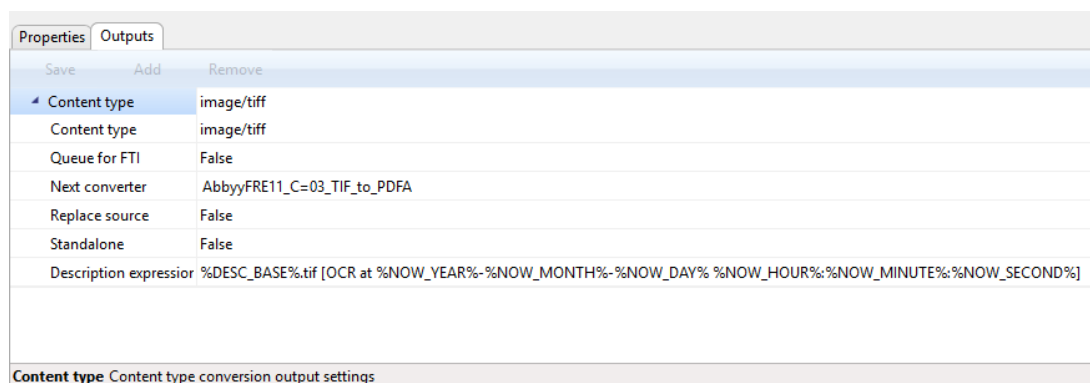 Properties Outputs
Save Add Remove
Content type image/tiff
Content type image/tiff
Queue for FTI False
Next converter AbbyyFRE11_C=03_TIF_to_PDFA
Replace source False
Standalone False
Description expression %DESC_BASE%.tif [OCR at %NOW_YEAR%-%NOW_MONTH%-%NOW_DAY% %NOW_HOUR%:%NOW_MINUTE%:%NOW_SECOND%]
Content type Content type conversion output settings